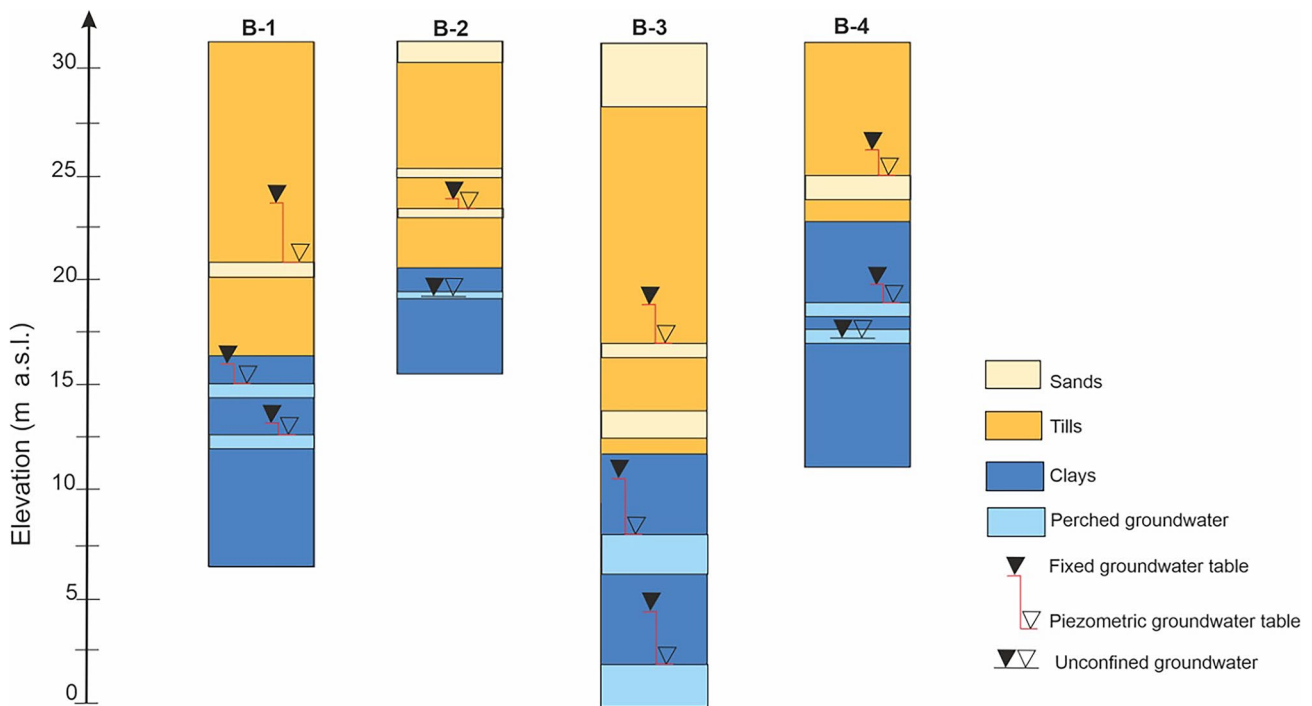 B-1
B-2
B-3
B-4
Elevation (m a.s.l.)
30
25
20
15
10
5
0
Sands
Tills
Clays
Perched groundwater
Fixed groundwater table
Piezometric groundwater table
Unconfined groundwater